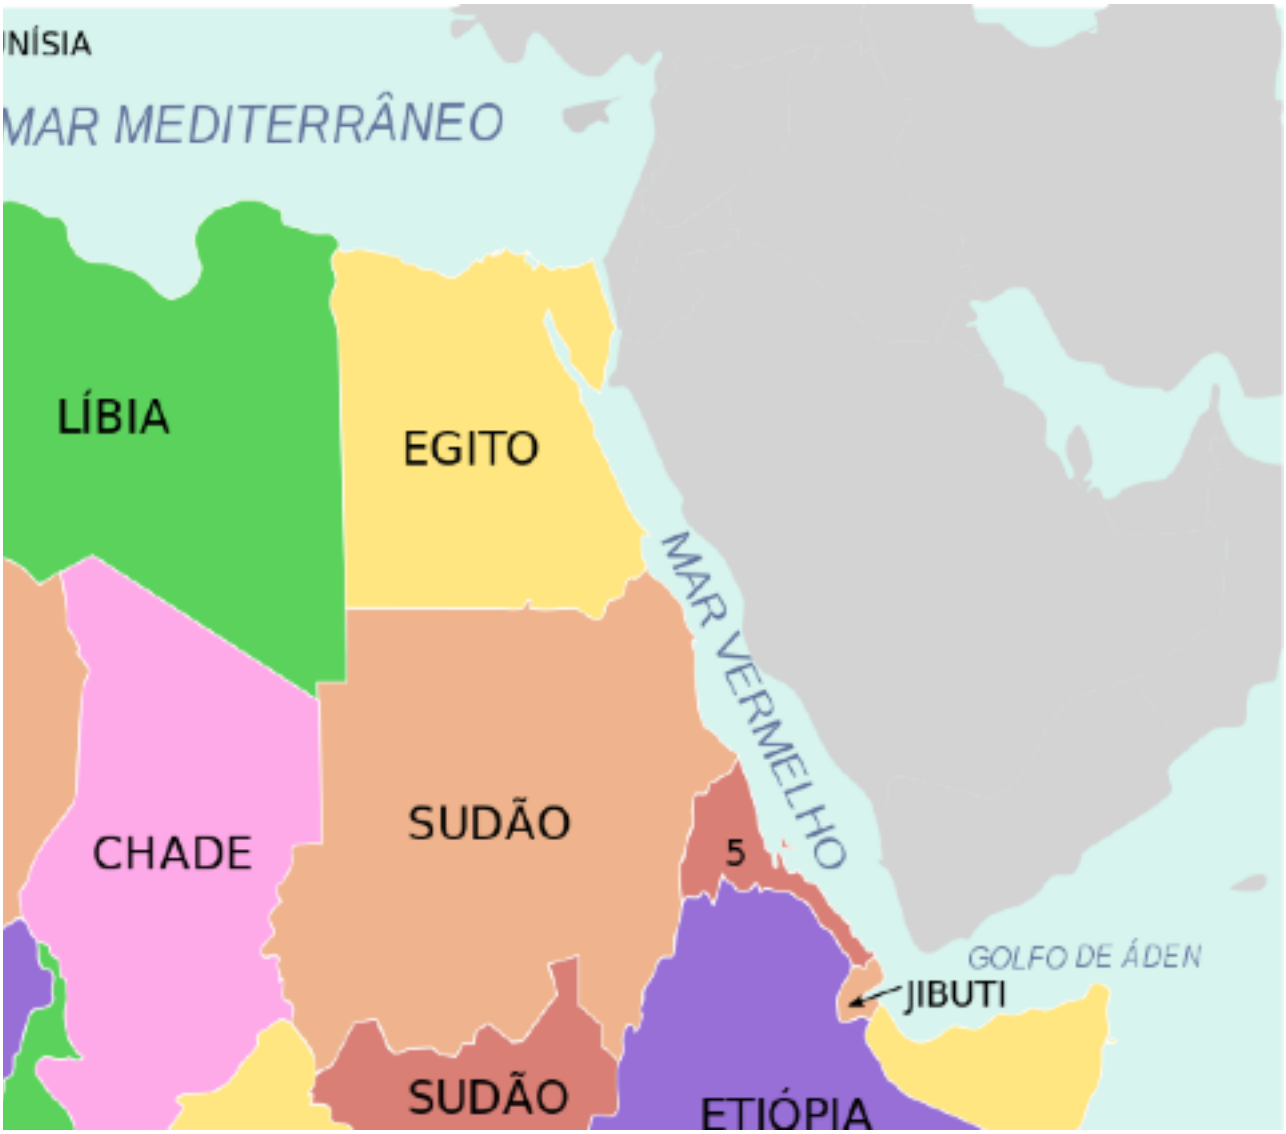 NÍSIA
MAR MEDITERRÂNEO
LÍBIA
EGITO
MAR VERMELHO
SUDÃO
CHADE
5
GOLFO DE ÁDEN
JIBUTI
SUDÃO
ETIÓPIA